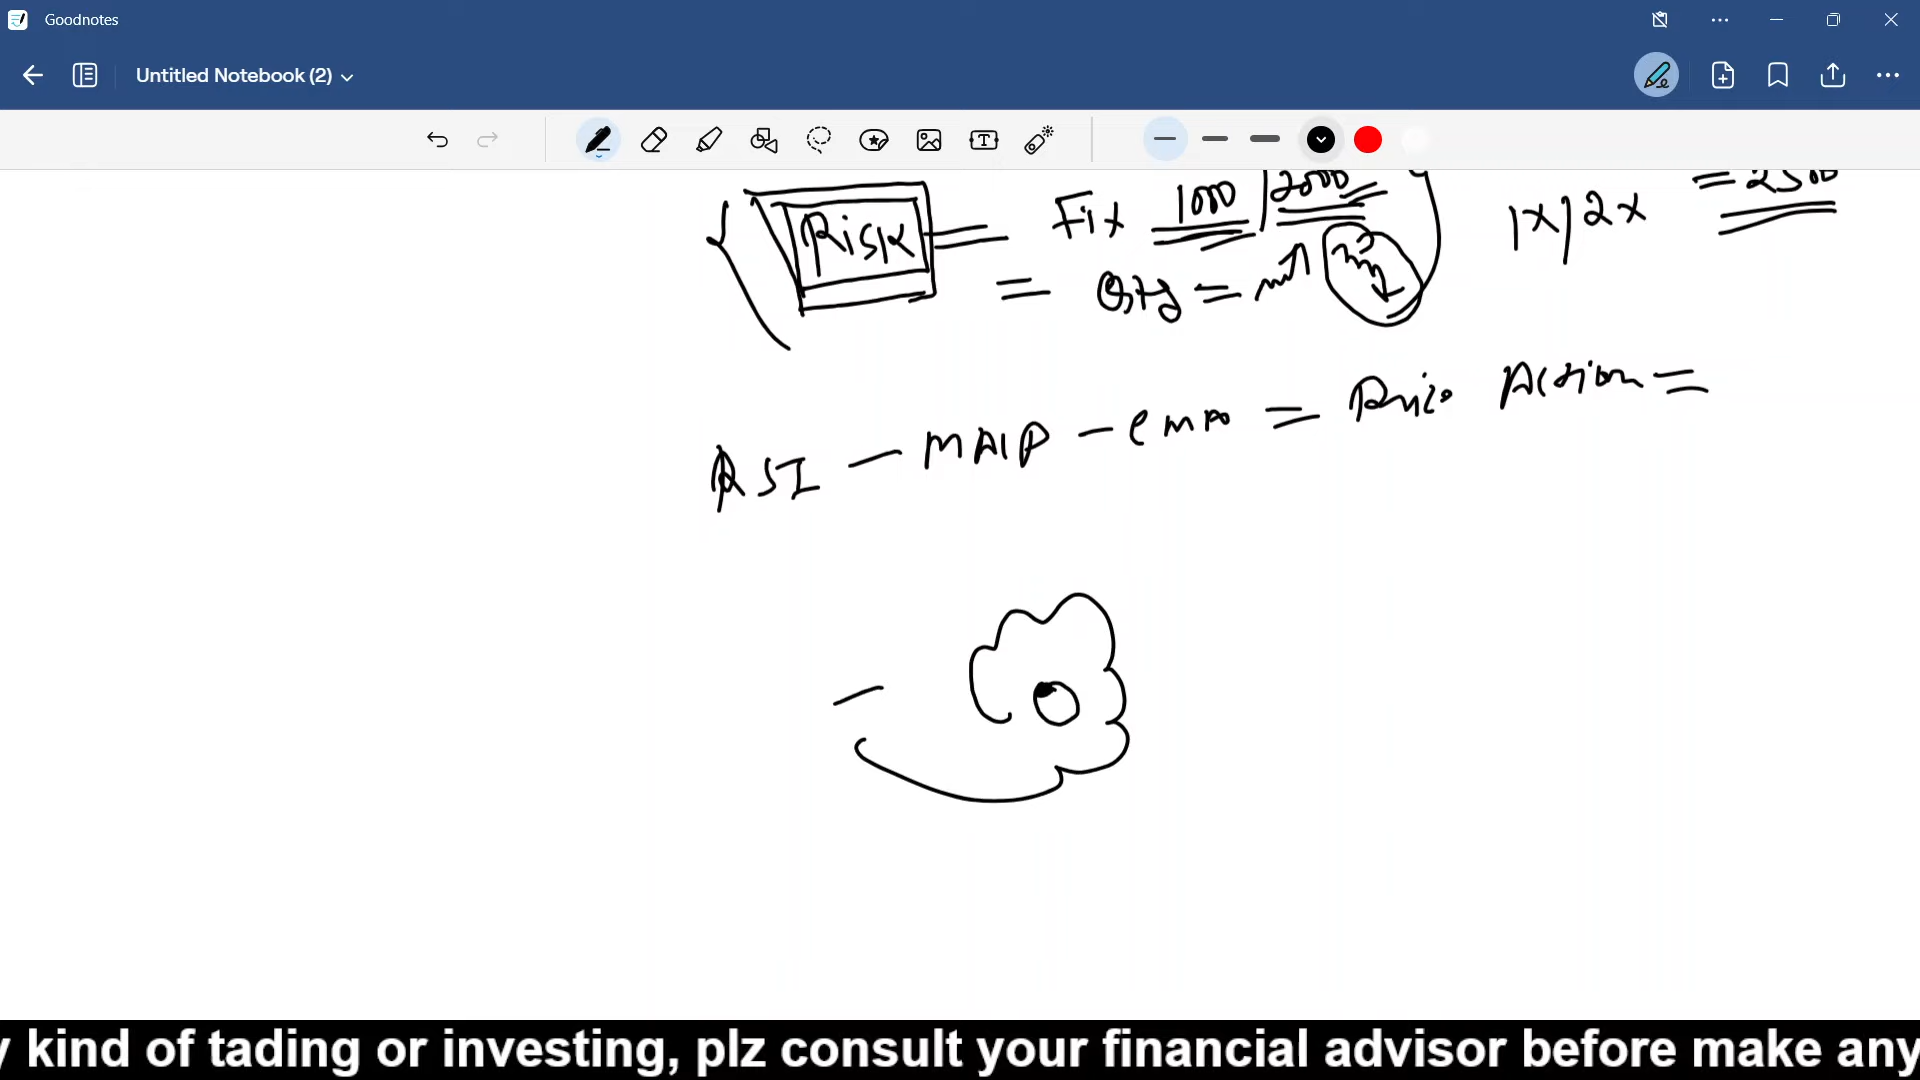 Goodnotes
Untitled Notebook (2)
Risk = Fix 1000 | 2000 1x | 2x = 2500
= Qty =
RSI - MAIP - emA = Price Action =
y kind of tading or investing, plz consult your financial advisor before make any